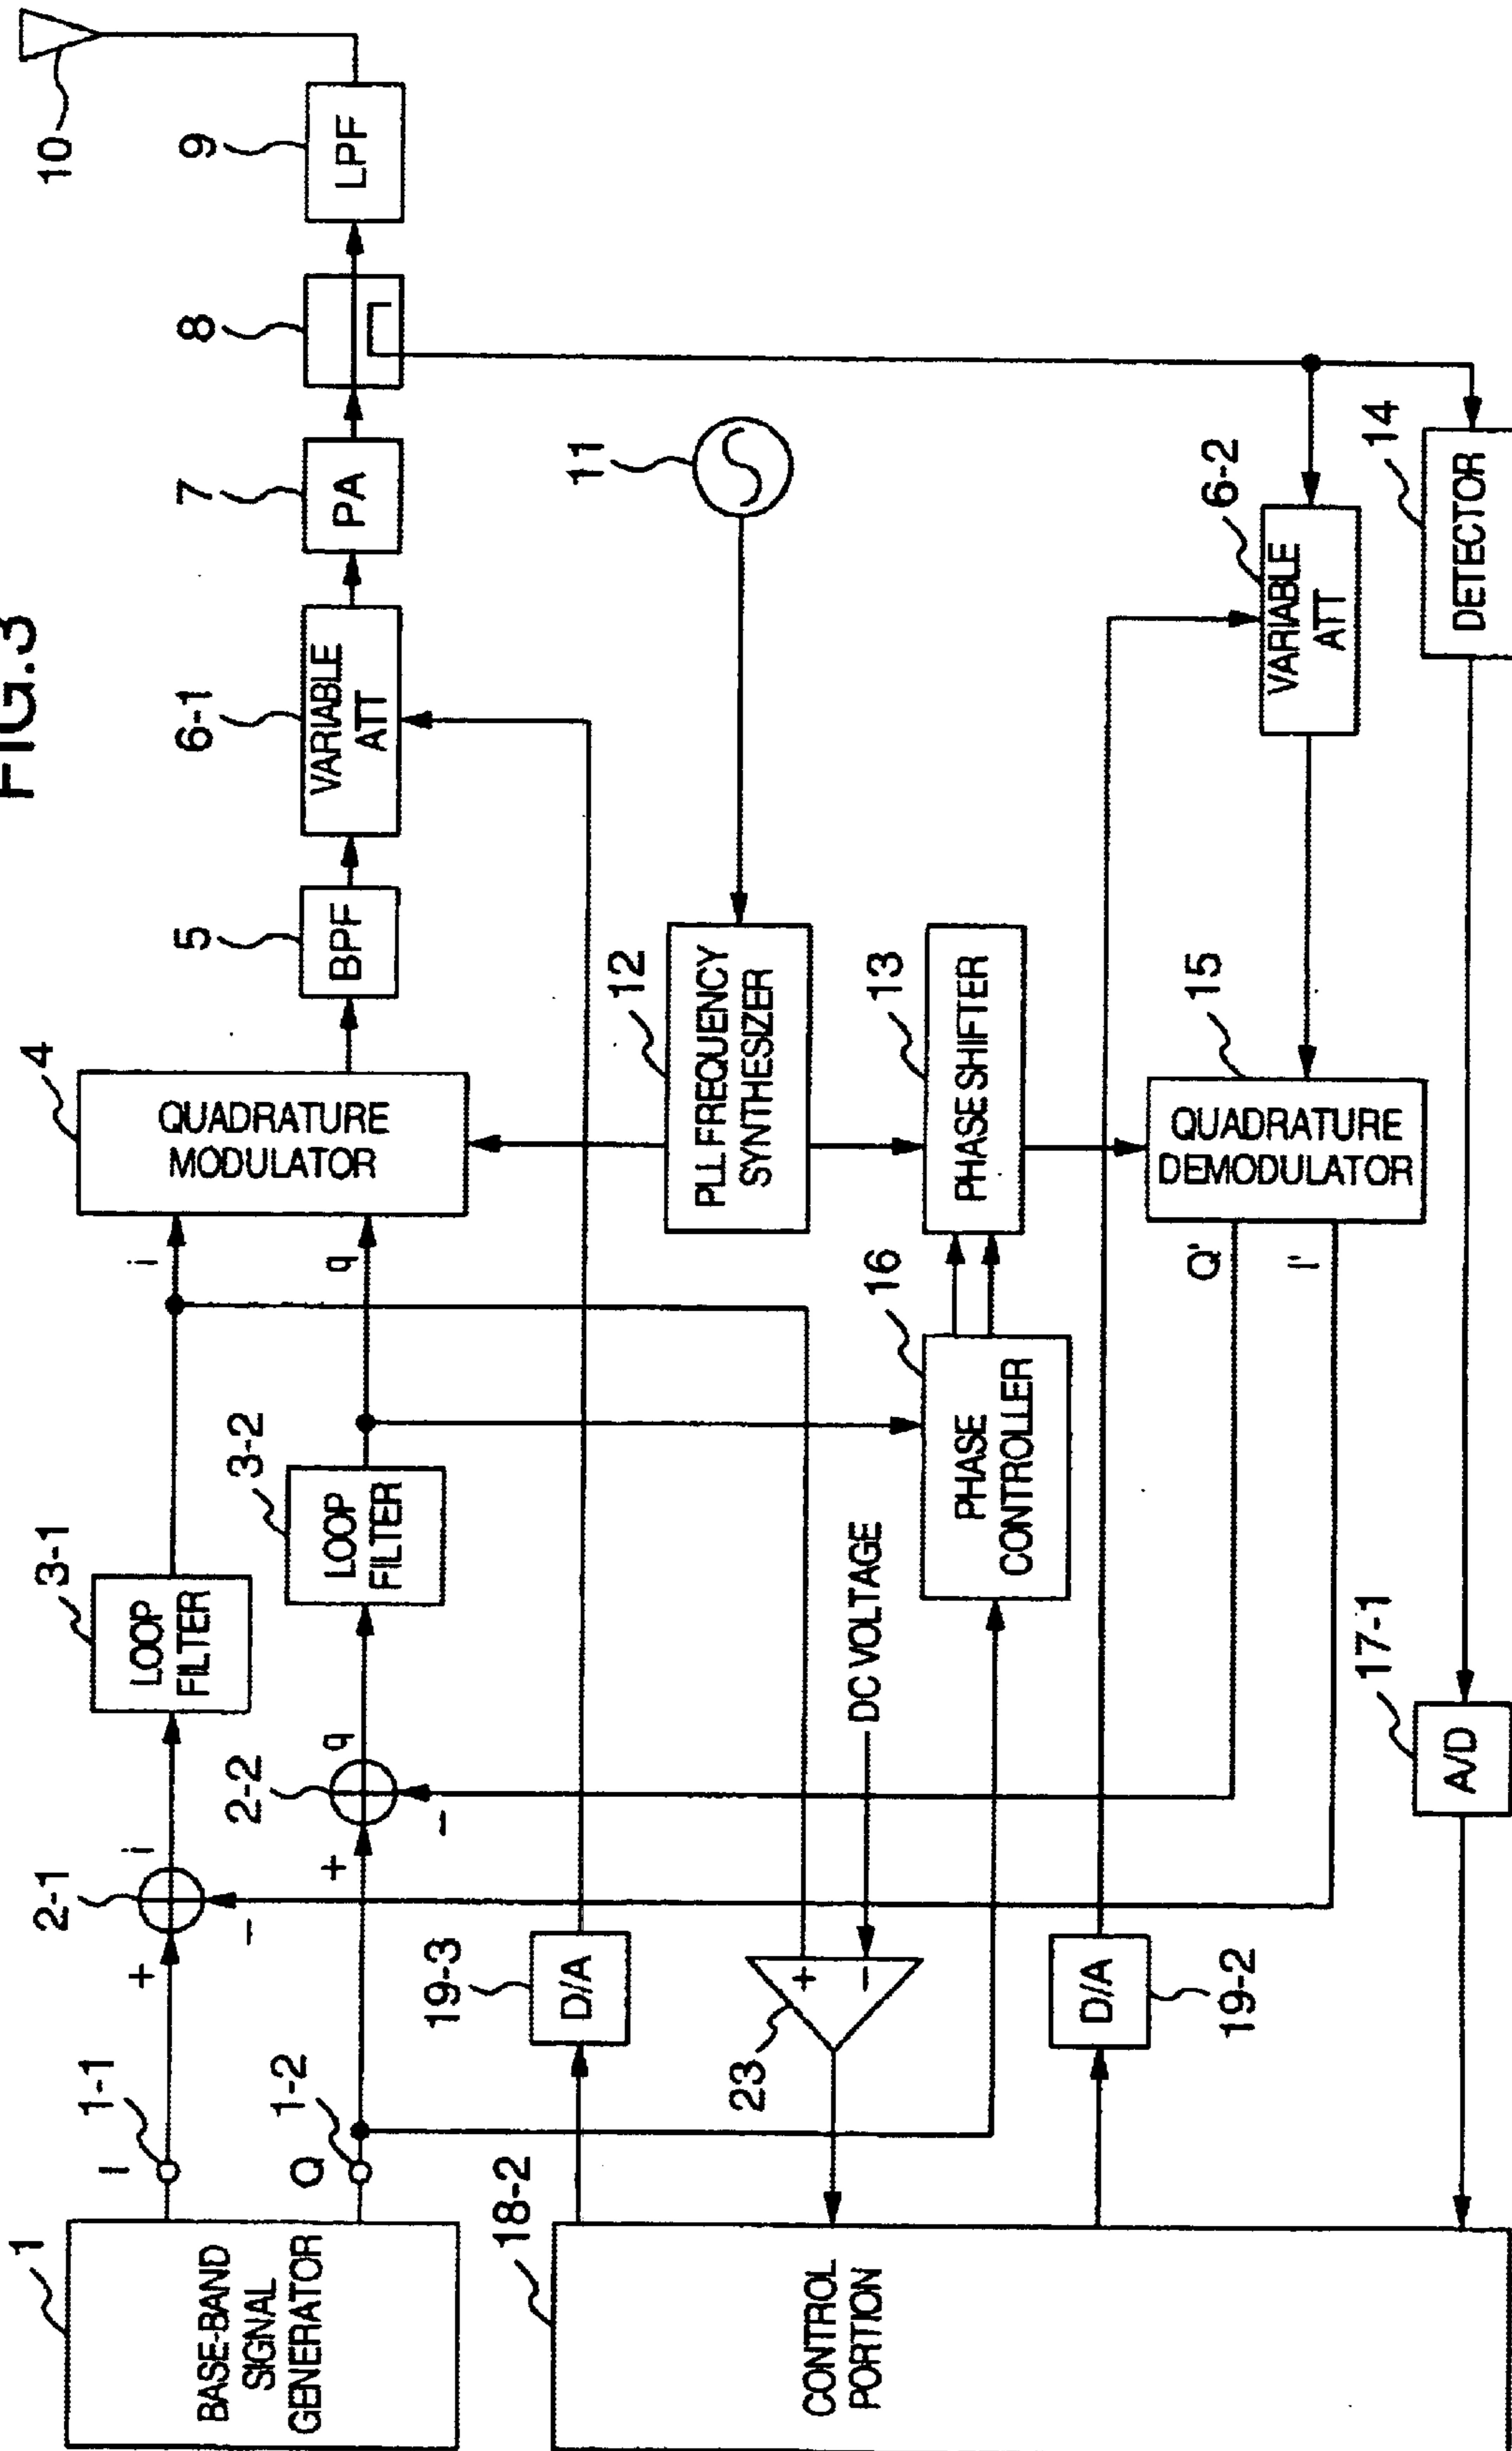 FIG.3
1
BASE-BAND
SIGNAL
GENERATOR
I
1-1
Q
1-2
+
2-1
−
i
+
2-2
−
q
3-1
LOOP
FILTER
3-2
LOOP
FILTER
i
q
4
QUADRATURE
MODULATOR
5
BPF
6-1
VARIABLE
ATT
7
PA
8
9
LPF
10
11
12
PLL FREQUENCY
SYNTHESIZER
13
PHASE SHIFTER
16
PHASE
CONTROLLER
DC VOLTAGE
19-3
D/A
23
+
−
18-2
CONTROL
PORTION
D/A
19-2
6-2
VARIABLE
ATT
15
QUADRATURE
DEMODULATOR
Q'
I'
14
DETECTOR
17-1
A/D